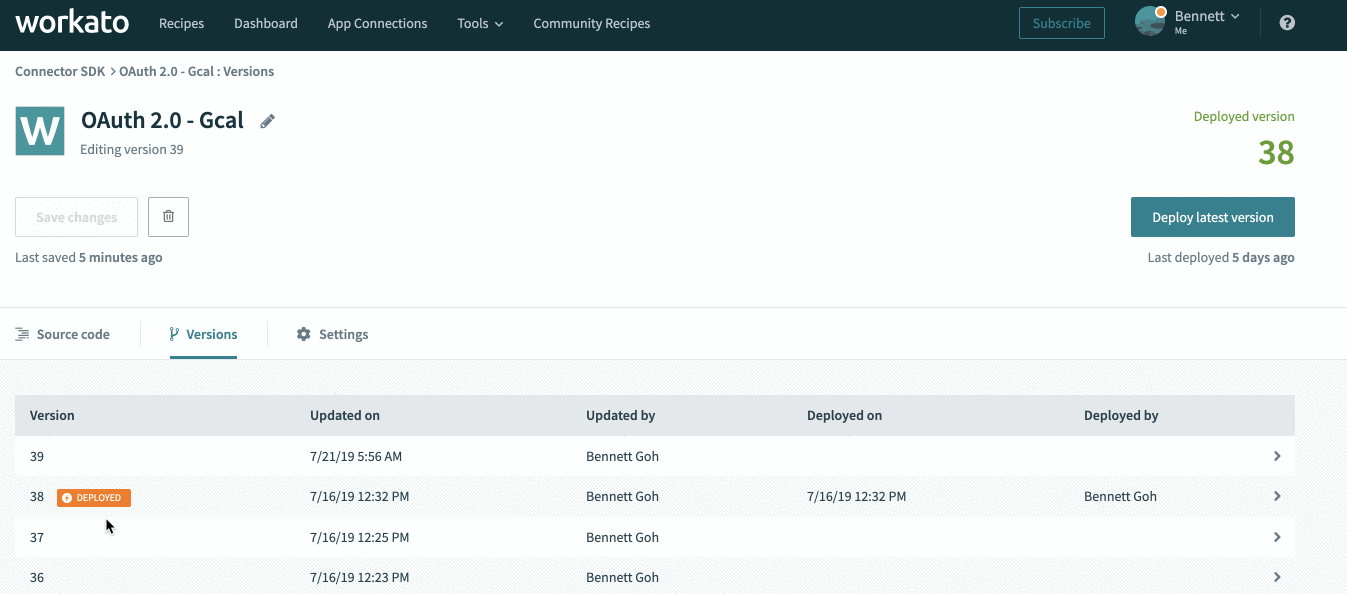 workato Recipes Dashboard App Connections Tools Community Recipes Subscribe Bennett
Me
Connector SDK > OAuth 2.0 - Gcal : Versions
W OAuth 2.0 - Gcal
Editing version 39
Deployed version
38
Save changes
Deploy latest version
Last saved 5 minutes ago
Last deployed 5 days ago
Source code Versions Settings
Version Updated on Updated by Deployed on Deployed by
39 7/21/19 5:56 AM Bennett Goh
38 DEPLOYED 7/16/19 12:32 PM Bennett Goh 7/16/19 12:32 PM Bennett Goh
37 7/16/19 12:25 PM Bennett Goh
36 7/16/19 12:23 PM Bennett Goh